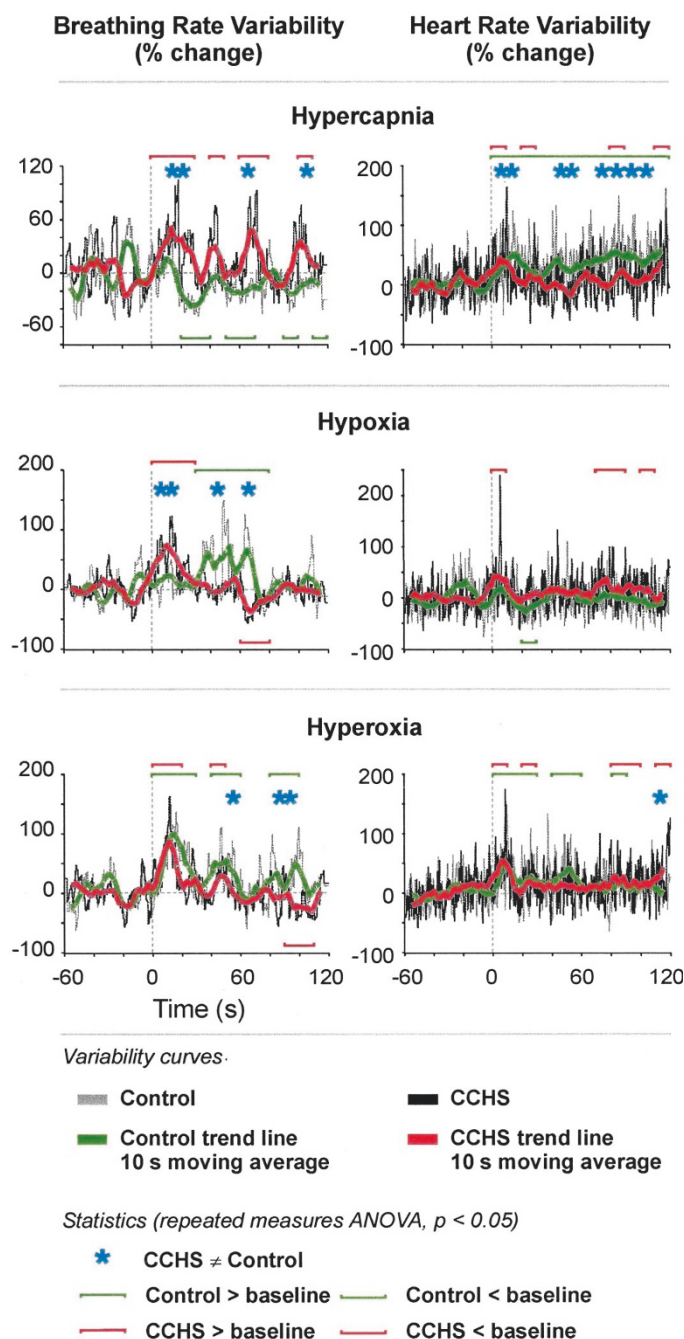 Breathing Rate Variability
(% change)
Heart Rate Variability
(% change)
Hypercapnia
120
60
0
-60
200
100
0
-100
Hypoxia
200
100
0
-100
200
100
0
-100
Hyperoxia
200
100
0
-100
-60 0 60 120
Time (s)
200
100
0
-100
-60 0 60 120
Variability curves
Control
CCHS
Control trend line
10 s moving average
CCHS trend line
10 s moving average
Statistics (repeated measures ANOVA, p < 0.05)
* CCHS ≠ Control
Control > baseline
Control < baseline
CCHS > baseline
CCHS < baseline